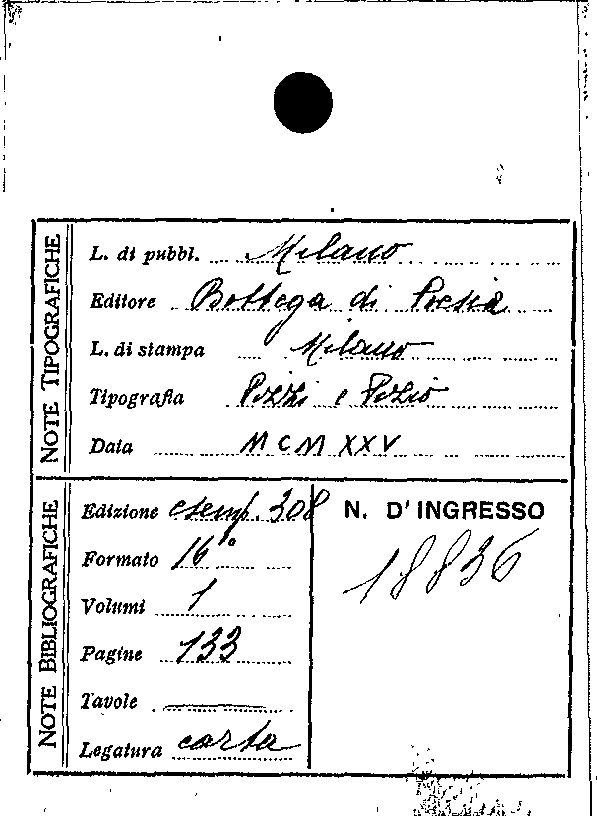 NOTE TIPOGRAFICHE
L. di pubbl. Milano
Editore Bottega di Poesia
L. di stampa Milano
Tipografia Pizzi e Pizio
Data MCMXXV
NOTE BIBLIOGRAFICHE
Edizione esemp. 308
Formato 16°
Volumi 1
Pagine 133
Tavole
Legatura carta
N. D'INGRESSO
18836